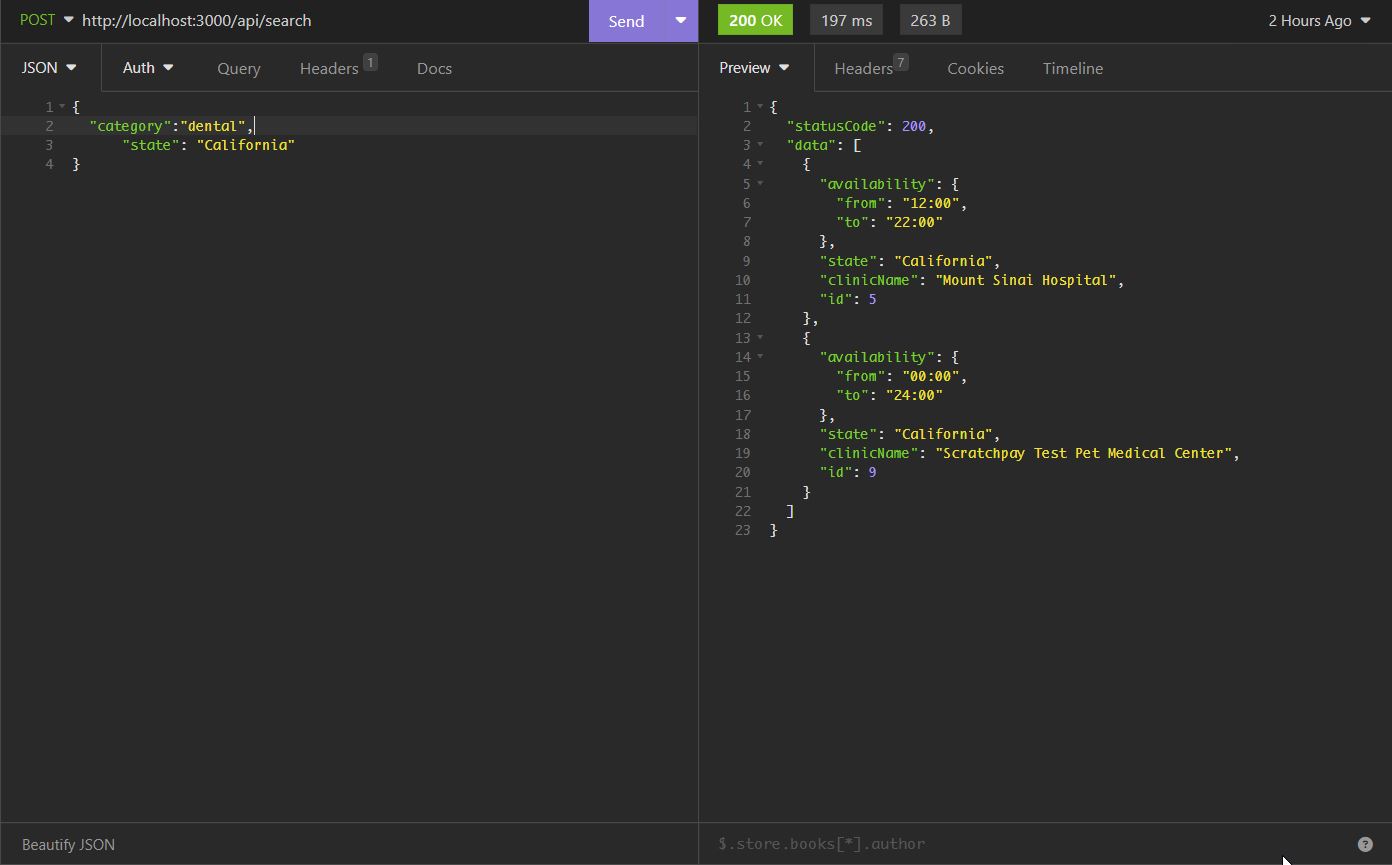 POST http://localhost:3000/api/search Send 200 OK 197 ms 263 B 2 Hours Ago
JSON Auth Query Headers 1 Docs
1 {
2 "category":"dental",
3 "state": "California"
4 }
Beautify JSON
Preview Headers 7 Cookies Timeline
1 {
2 "statusCode": 200,
3 "data": [
4 {
5 "availability": {
6 "from": "12:00",
7 "to": "22:00"
8 },
9 "state": "California",
10 "clinicName": "Mount Sinai Hospital",
11 "id": 5
12 },
13 {
14 "availability": {
15 "from": "00:00",
16 "to": "24:00"
17 },
18 "state": "California",
19 "clinicName": "Scratchpay Test Pet Medical Center",
20 "id": 9
21 }
22 ]
23 }
$.store.books[*].author ?